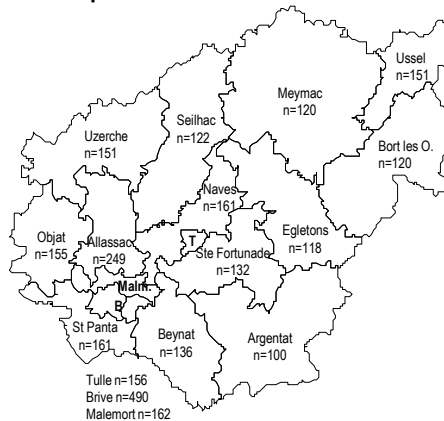 Ussel
n=151
Meymac
n=120
Seilhac
n=122
Uzerche
n=151
Bort les O.
n=120
Naves
n=161
Egletons
n=118
Objat
n=155
Allassac
n=249
T
Ste Fortunade
n=132
Malm.
B
St Panta
n=161
Beynat
n=136
Argentat
n=100
Tulle n=156
Brive n=490
Malemort n=162